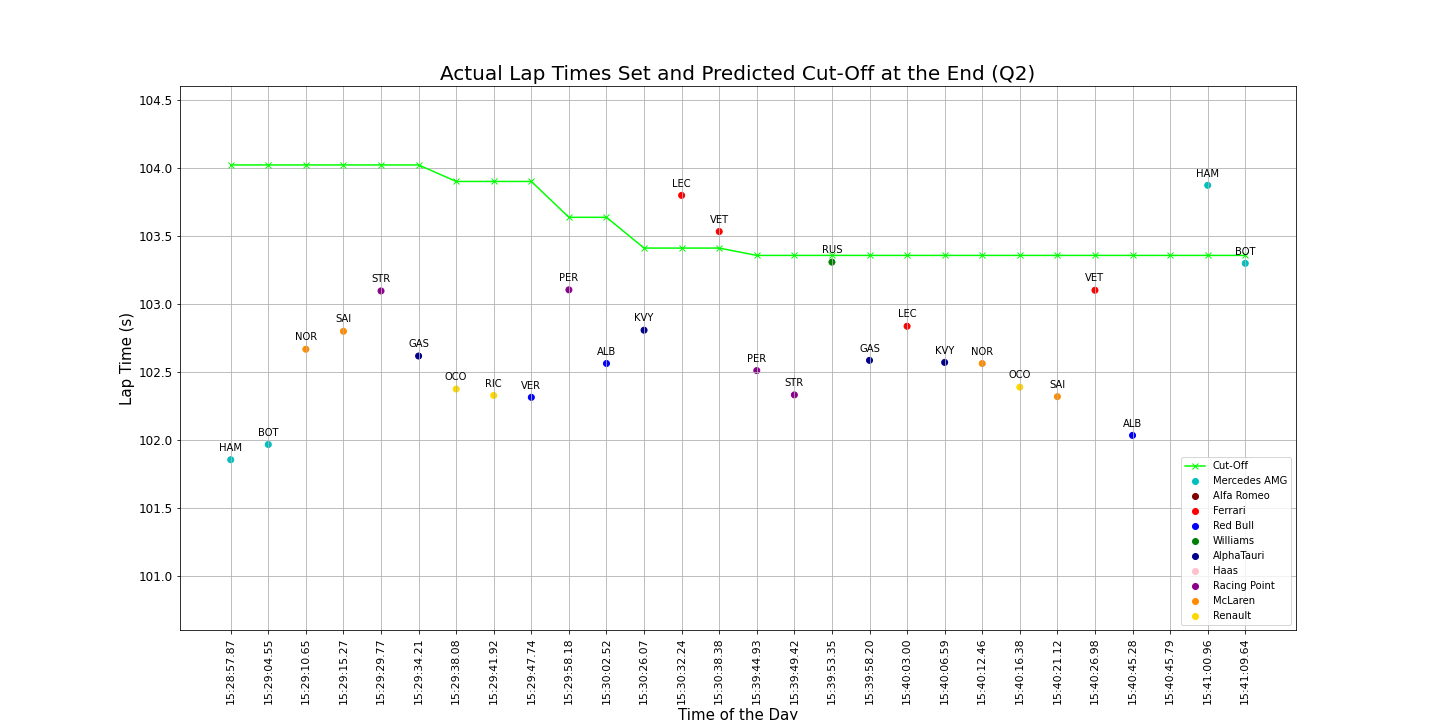 Actual Lap Times Set and Predicted Cut-Off at the End (Q2)
Lap Time (s)
104.5
104.0
103.5
103.0
102.5
102.0
101.5
101.0
HAM
BOT
NOR
SAI
STR
GAS
OCO
RIC
VER
PER
ALB
KVY
LEC
VET
PER
STR
RUS
GAS
LEC
KVY
NOR
OCO
SAI
VET
ALB
HAM
BOT
Cut-Off
Mercedes AMG
Alfa Romeo
Ferrari
Red Bull
Williams
AlphaTauri
Haas
Racing Point
McLaren
Renault
15:28:57.87
15:29:04.55
15:29:10.65
15:29:15.27
15:29:29.77
15:29:34.21
15:29:38.08
15:29:41.92
15:29:47.74
15:29:58.18
15:30:02.52
15:30:26.07
15:30:32.24
15:30:38.38
15:39:44.93
15:39:49.42
15:39:53.35
15:39:58.20
15:40:03.00
15:40:06.59
15:40:12.46
15:40:16.38
15:40:21.12
15:40:26.98
15:40:45.28
15:40:45.79
15:41:00.96
15:41:09.64
Time of the Day